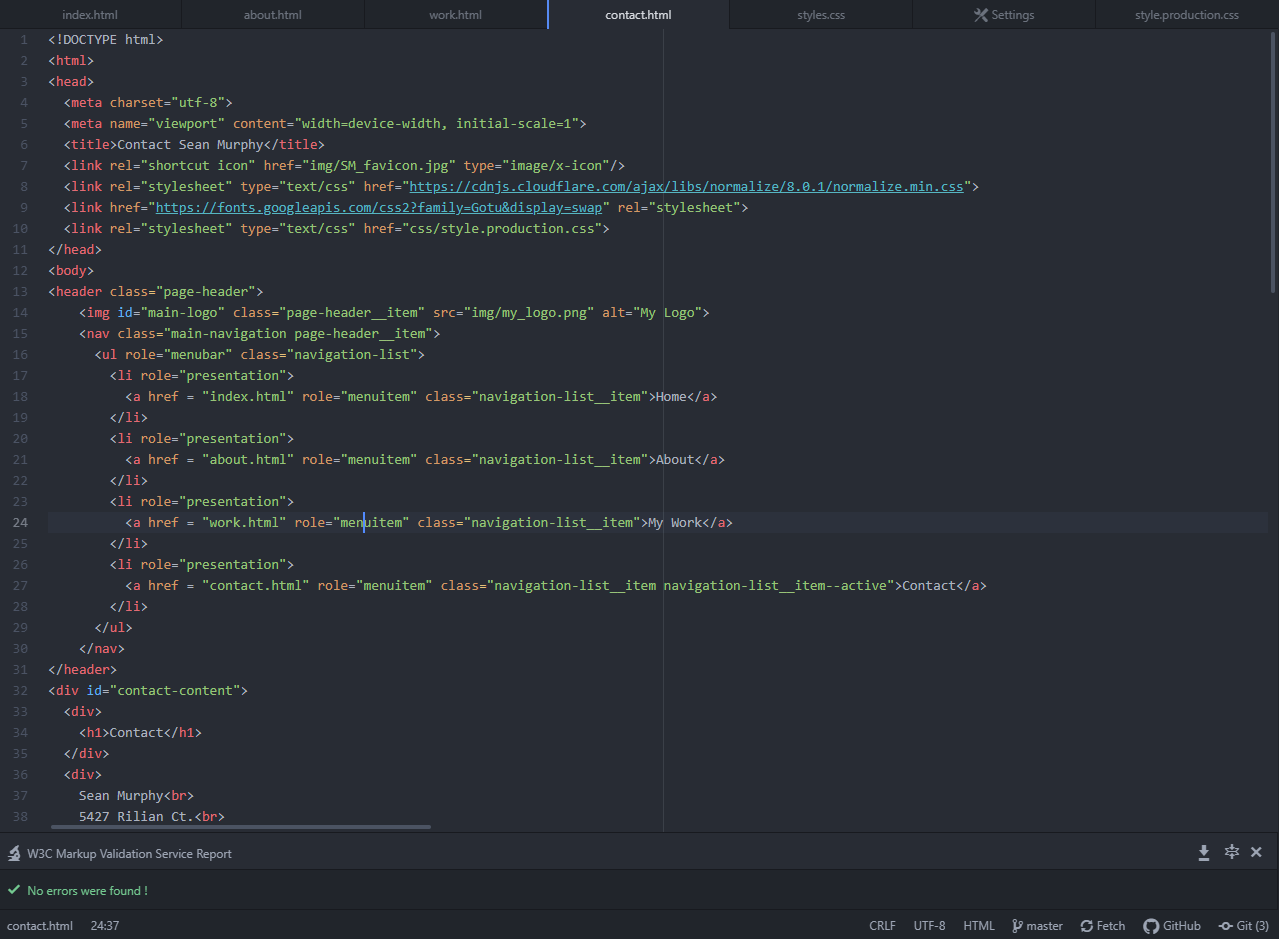 index.html about.html work.html contact.html styles.css Settings style.production.css
1 <!DOCTYPE html>
2 <html>
3 <head>
4 <meta charset="utf-8">
5 <meta name="viewport" content="width=device-width, initial-scale=1">
6 <title>Contact Sean Murphy</title>
7 <link rel="shortcut icon" href="img/SM_favicon.jpg" type="image/x-icon"/>
8 <link rel="stylesheet" type="text/css" href="https://cdnjs.cloudflare.com/ajax/libs/normalize/8.0.1/normalize.min.css">
9 <link href="https://fonts.googleapis.com/css2?family=Gotu&display=swap" rel="stylesheet">
10 <link rel="stylesheet" type="text/css" href="css/style.production.css">
11 </head>
12 <body>
13 <header class="page-header">
14 <img id="main-logo" class="page-header__item" src="img/my_logo.png" alt="My Logo">
15 <nav class="main-navigation page-header__item">
16 <ul role="menubar" class="navigation-list">
17 <li role="presentation">
18 <a href = "index.html" role="menuitem" class="navigation-list__item">Home</a>
19 </li>
20 <li role="presentation">
21 <a href = "about.html" role="menuitem" class="navigation-list__item">About</a>
22 </li>
23 <li role="presentation">
24 <a href = "work.html" role="menuitem" class="navigation-list__item">My Work</a>
25 </li>
26 <li role="presentation">
27 <a href = "contact.html" role="menuitem" class="navigation-list__item navigation-list__item--active">Contact</a>
28 </li>
29 </ul>
30 </nav>
31 </header>
32 <div id="contact-content">
33 <div>
34 <h1>Contact</h1>
35 </div>
36 <div>
37 Sean Murphy<br>
38 5427 Rilian Ct.<br>
W3C Markup Validation Service Report
No errors were found !
contact.html 24:37 CRLF UTF-8 HTML master Fetch GitHub Git (3)